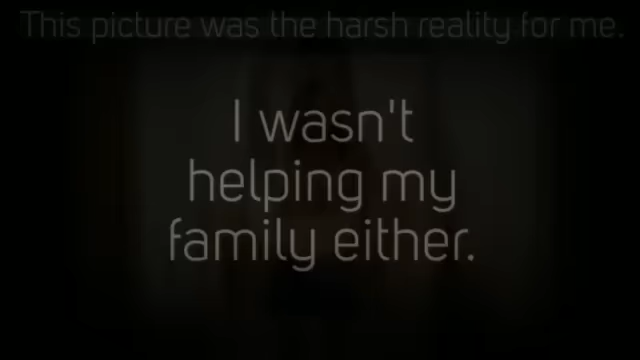 This picture was the harsh reality for me.
I wasn't
helping my
family either.